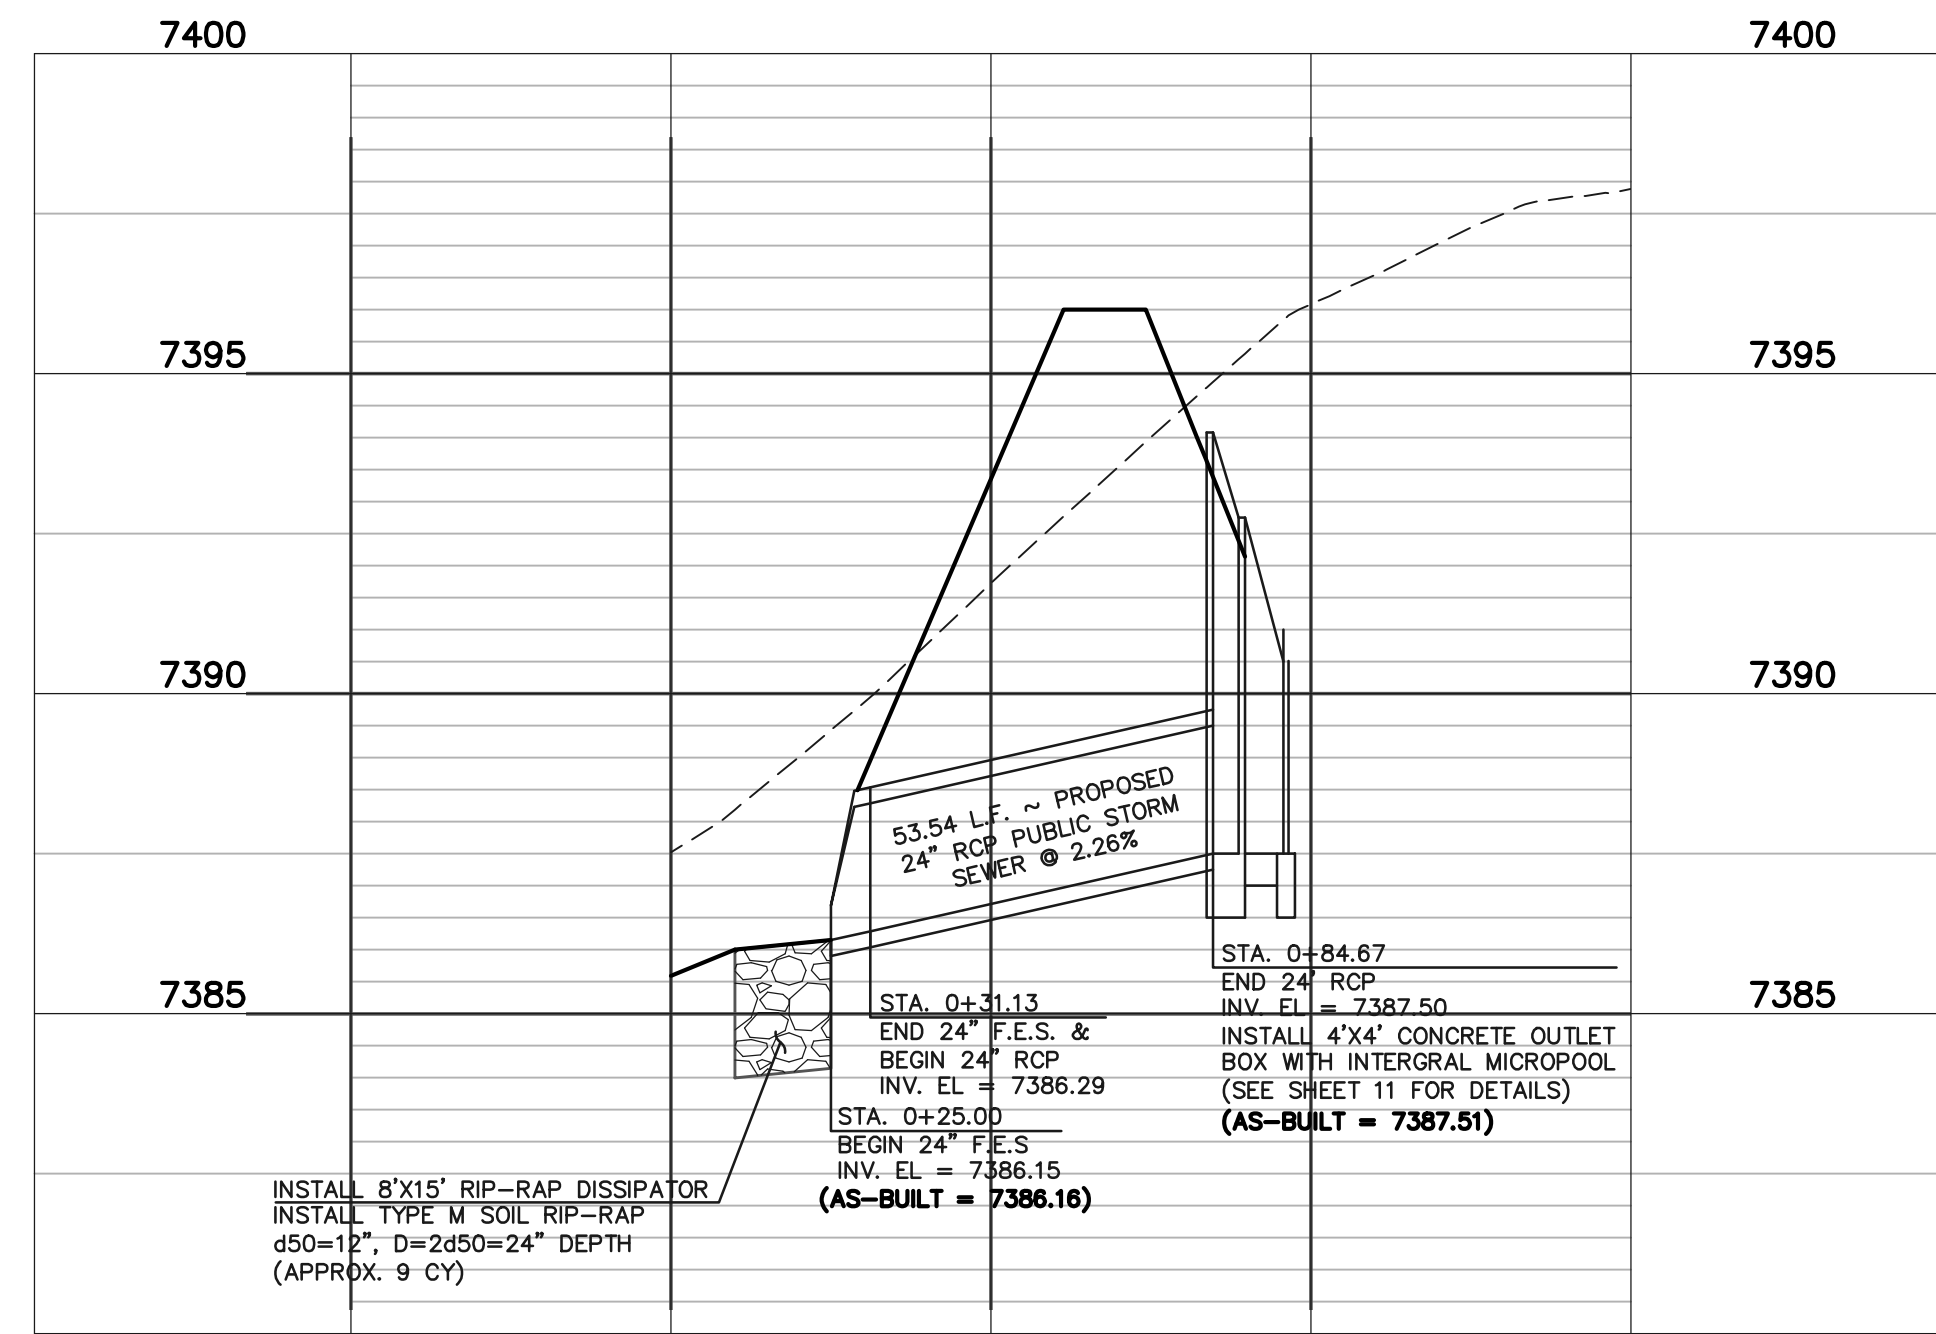 7400
7400
7395
7395
7390
7390
7385
7385
53.54 L.F. ~ PROPOSED
24" RCP PUBLIC STORM
SEWER @ 2.26%
STA. 0+84.67
END 24' RCP
INV. EL = 7387.50
INSTALL 4'X4' CONCRETE OUTLET
BOX WITH INTERGRAL MICROPOOL
(SEE SHEET 11 FOR DETAILS)
(AS-BUILT = 7387.51)
STA. 0+31.13
END 24" F.E.S. &
BEGIN 24" RCP
INV. EL = 7386.29
STA. 0+25.00
BEGIN 24" F.E.S
INV. EL = 7386.15
(AS-BUILT = 7386.16)
INSTALL 8'X15' RIP-RAP DISSIPATOR
INSTALL TYPE M SOIL RIP-RAP
d50=12", D=2d50=24" DEPTH
(APPROX. 9 CY)